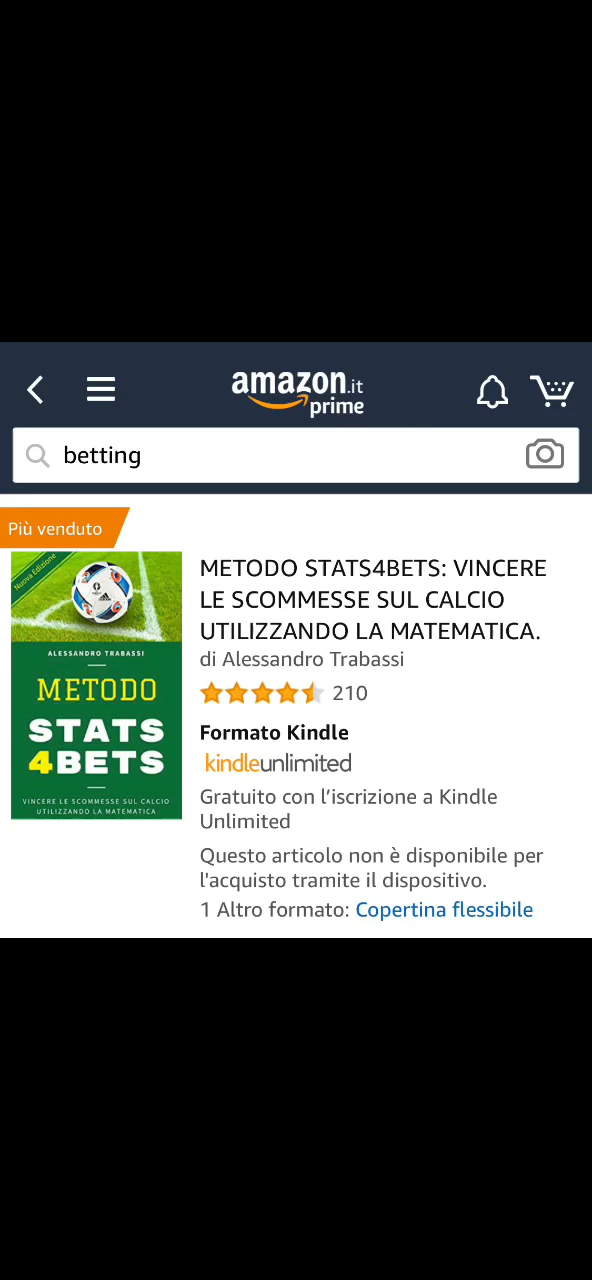 amazon.it
prime
betting
Più venduto
Nuova Edizione
ALESSANDRO TRABASSI
METODO
STATS
4BETS
VINCERE LE SCOMMESSE SUL CALCIO
UTILIZZANDO LA MATEMATICA
METODO STATS4BETS: VINCERE
LE SCOMMESSE SUL CALCIO
UTILIZZANDO LA MATEMATICA.
di Alessandro Trabassi
210
Formato Kindle
kindleunlimited
Gratuito con l’iscrizione a Kindle
Unlimited
Questo articolo non è disponibile per
l'acquisto tramite il dispositivo.
1 Altro formato: Copertina flessibile